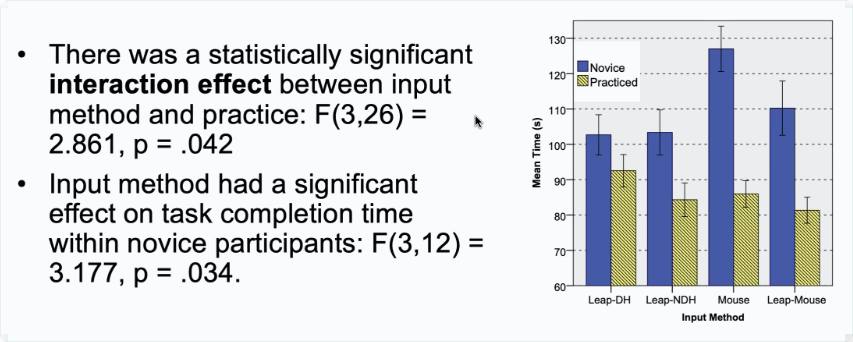 • There was a statistically significant
interaction effect between input
method and practice: F(3,26) =
2.861, p = .042
• Input method had a significant
effect on task completion time
within novice participants: F(3,12) =
3.177, p = .034.
Mean Time (s)
130
120
110
100
90
80
70
60
Novice
Practiced
Leap-DH Leap-NDH Mouse Leap-Mouse
Input Method